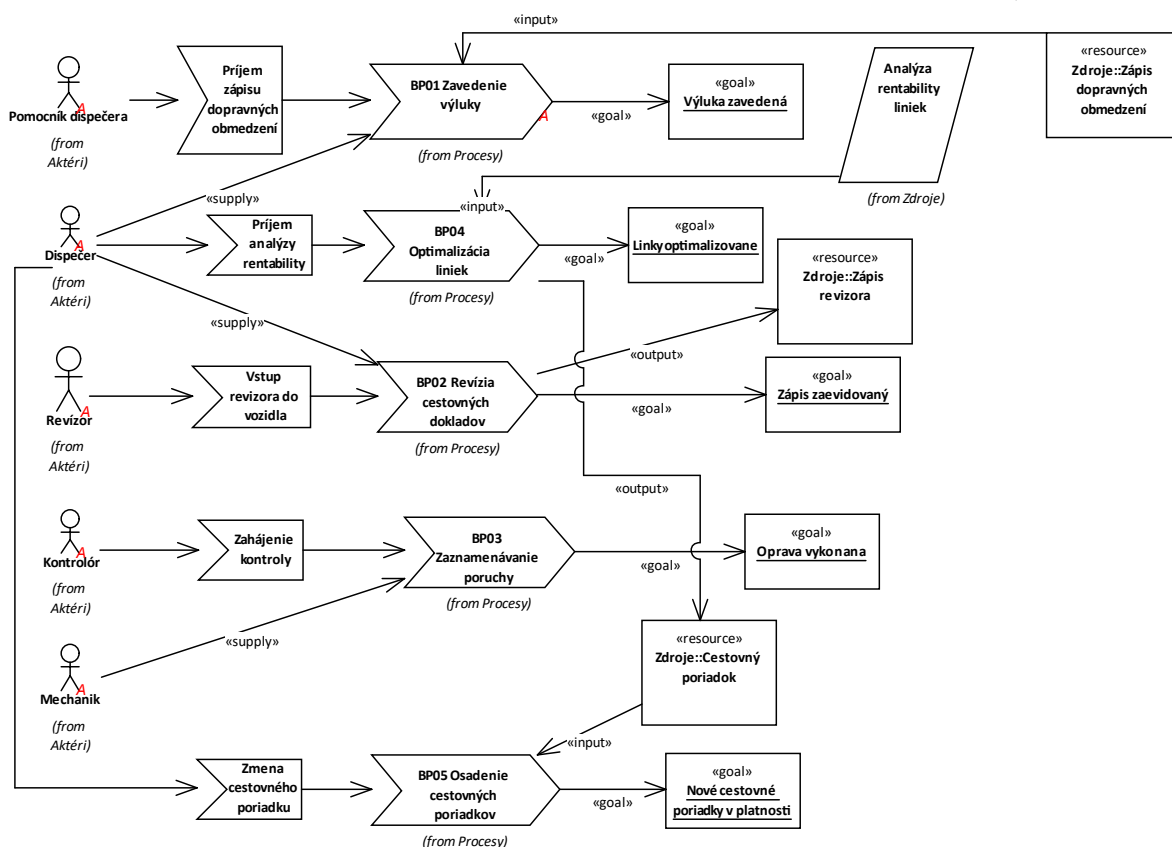 «input»
Pomocník dispečera
(from
Aktéri)
Príjem
zápisu
dopravných
obmedzení
BP01 Zavedenie
výluky
A
(from Procesy)
«goal»
«goal»
Výluka zavedená
Analýza
rentability
liniek
(from Zdroje)
«resource»
Zdroje::Zápis
dopravných
obmedzení
A
«supply»
«input»
Dispečer
(from
Aktéri)
A
Príjem
analýzy
rentability
BP04
Optimalizácia
liniek
(from Procesy)
«goal»
«goal»
Linky optimalizovane
«resource»
Zdroje::Zápis
revizora
«supply»
«output»
Revízor
(from
Aktéri)
A
Vstup
revizora do
vozidla
BP02 Revízia
cestovných
dokladov
(from Procesy)
«goal»
«goal»
Zápis zaevidovaný
«output»
Kontrolór
(from
Aktéri)
A
Zahájenie
kontroly
BP03
Zaznamenávanie
poruchy
(from Procesy)
«goal»
«goal»
Oprava vykonana
«supply»
Mechanik
(from
Aktéri)
A
«resource»
Zdroje::Cestovný
poriadok
«input»
Zmena
cestovného
poriadku
BP05 Osadenie
cestovných
poriadkov
(from Procesy)
«goal»
«goal»
Nové cestovné
poriadky v platnosti